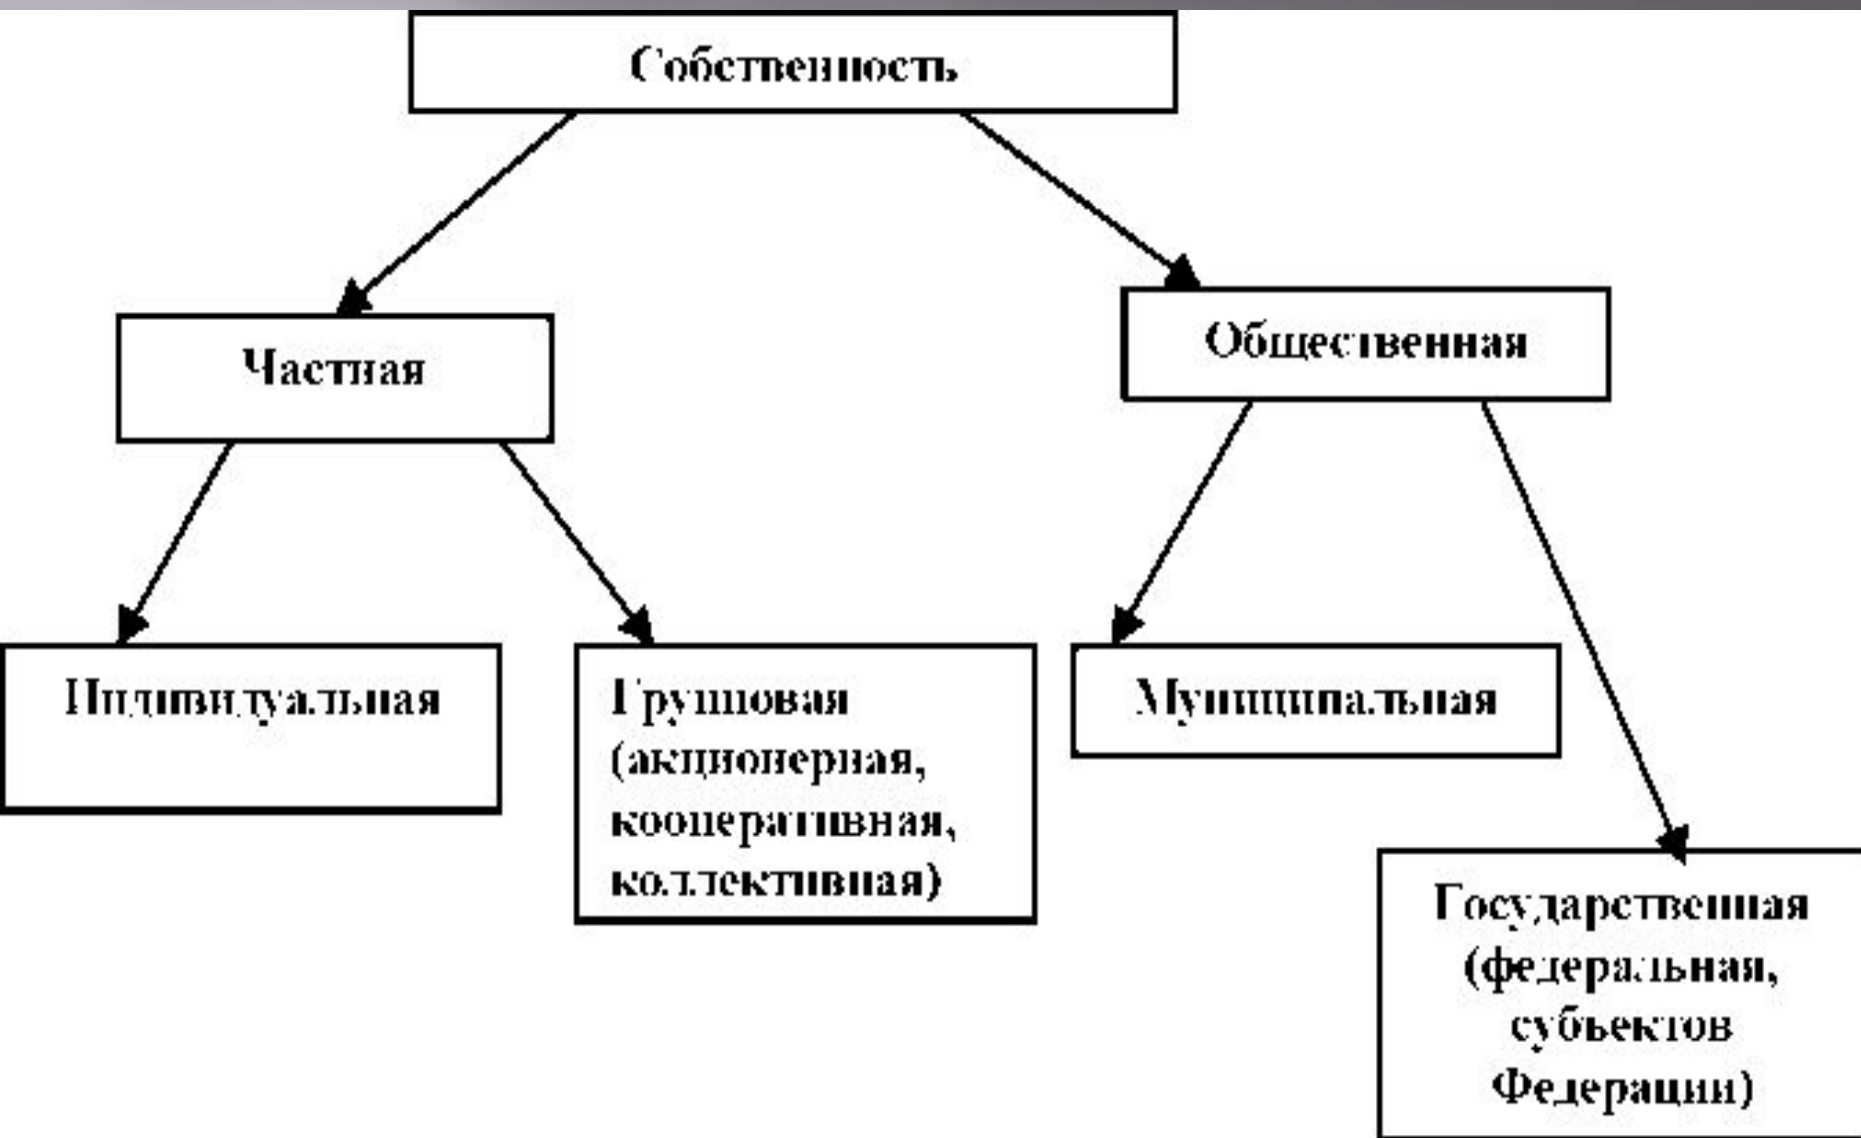 Собственность
Частная
Общественная
Индивидуальная
Групповая
(акционерная,
кооперативная,
коллективная)
Муниципальная
Государственная
(федеральная,
субъектов
Федерации)